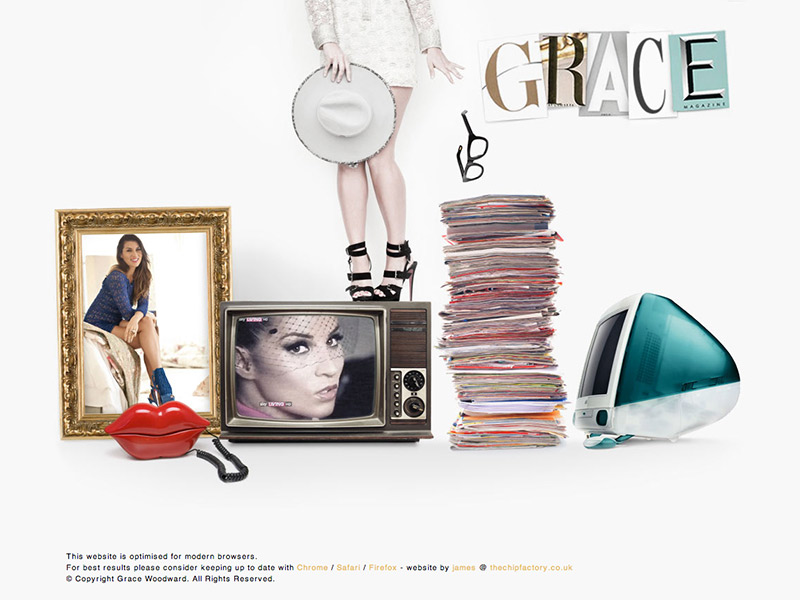 GRACE
MAGAZINE
This website is optimised for modern browsers.
For best results please consider keeping up to date with Chrome / Safari / Firefox - website by james @ thechipfactory.co.uk
© Copyright Grace Woodward. All Rights Reserved.